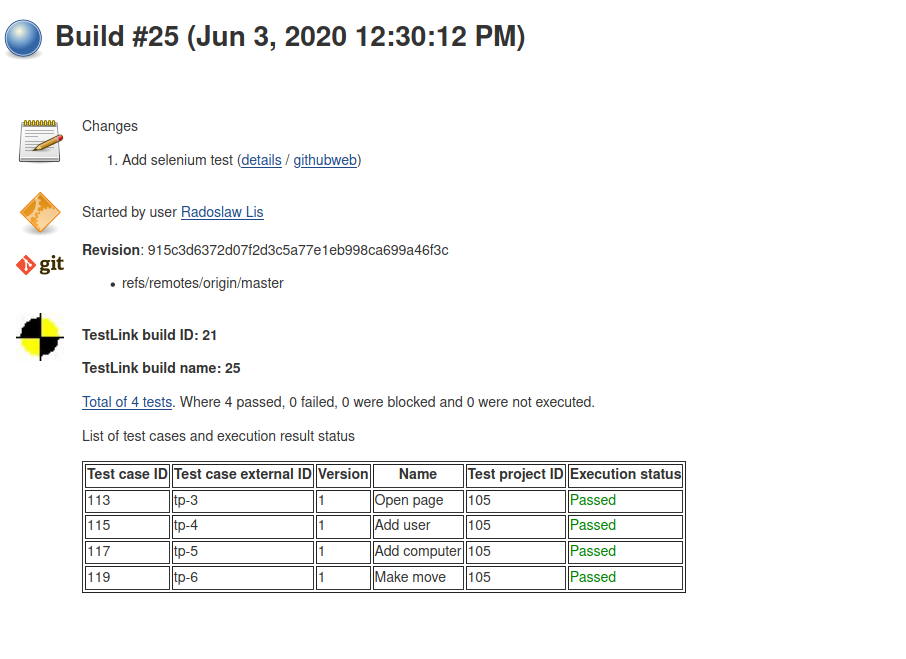 Build #25 (Jun 3, 2020 12:30:12 PM)
Changes
1. Add selenium test (details / githubweb)
Started by user Radoslaw Lis
Revision: 915c3d6372d07f2d3c5a77e1eb998ca699a46f3c
git
• refs/remotes/origin/master
TestLink build ID: 21
TestLink build name: 25
Total of 4 tests. Where 4 passed, 0 failed, 0 were blocked and 0 were not executed.
List of test cases and execution result status
Test case ID Test case external ID Version Name Test project ID Execution status
113 tp-3 1 Open page 105 Passed
115 tp-4 1 Add user 105 Passed
117 tp-5 1 Add computer 105 Passed
119 tp-6 1 Make move 105 Passed